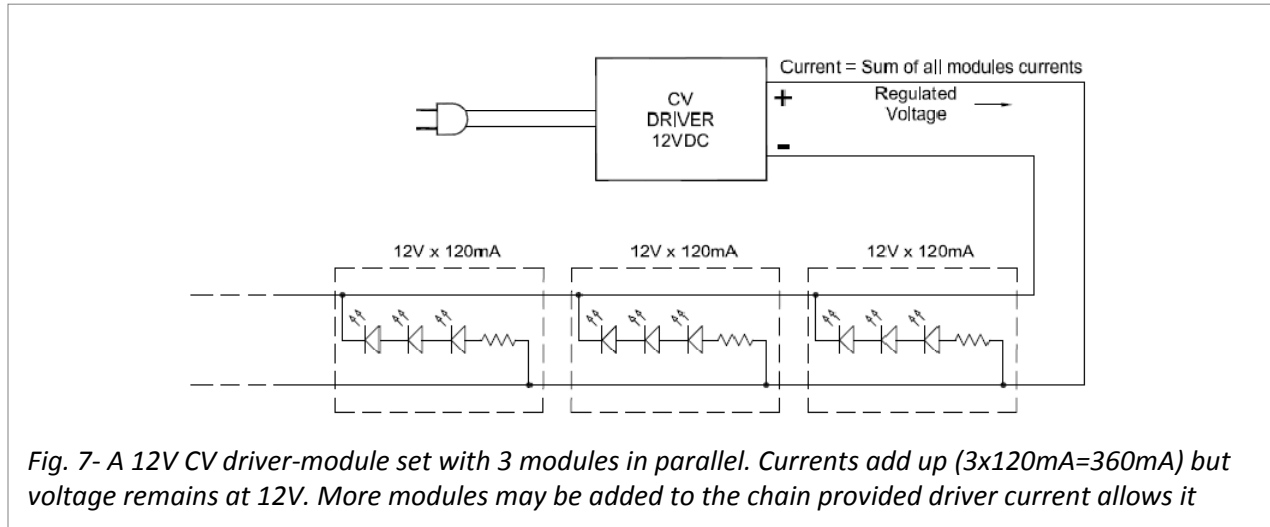 Current = Sum of all modules currents
CV
DRIVER
12VDC
+
-
Regulated
Voltage
12V x 120mA
12V x 120mA
12V x 120mA
Fig. 7- A 12V CV driver-module set with 3 modules in parallel. Currents add up (3x120mA=360mA) but
voltage remains at 12V. More modules may be added to the chain provided driver current allows it